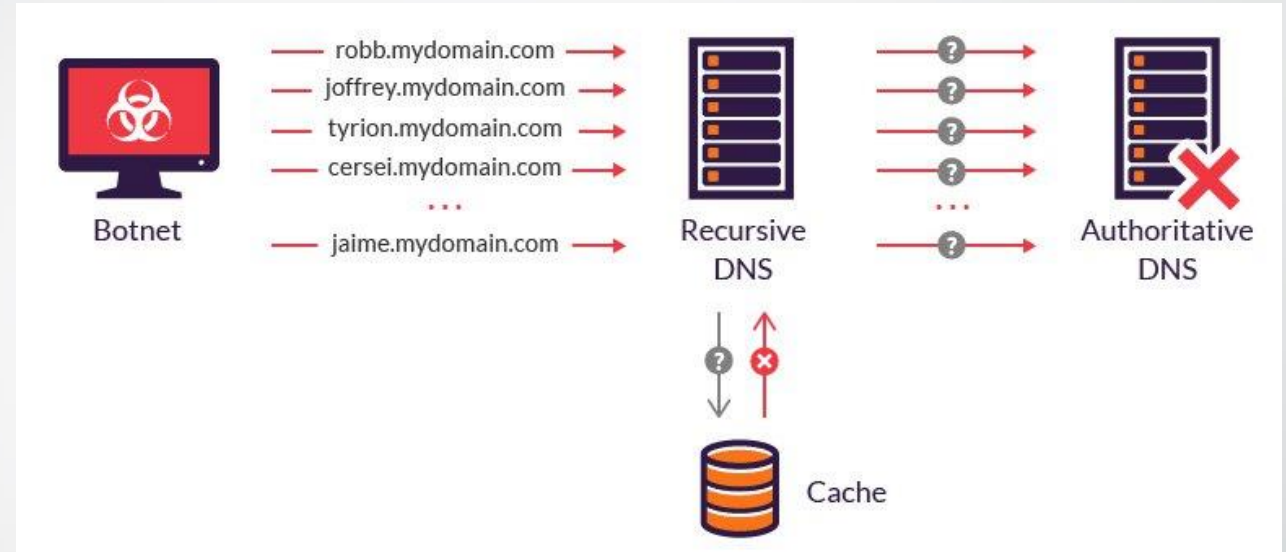 robb.mydomain.com
?
joffrey.mydomain.com
?
tyrion.mydomain.com
?
cersei.mydomain.com
?
...
...
Botnet
jaime.mydomain.com
?
Recursive
DNS
Authoritative
DNS
?
Cache